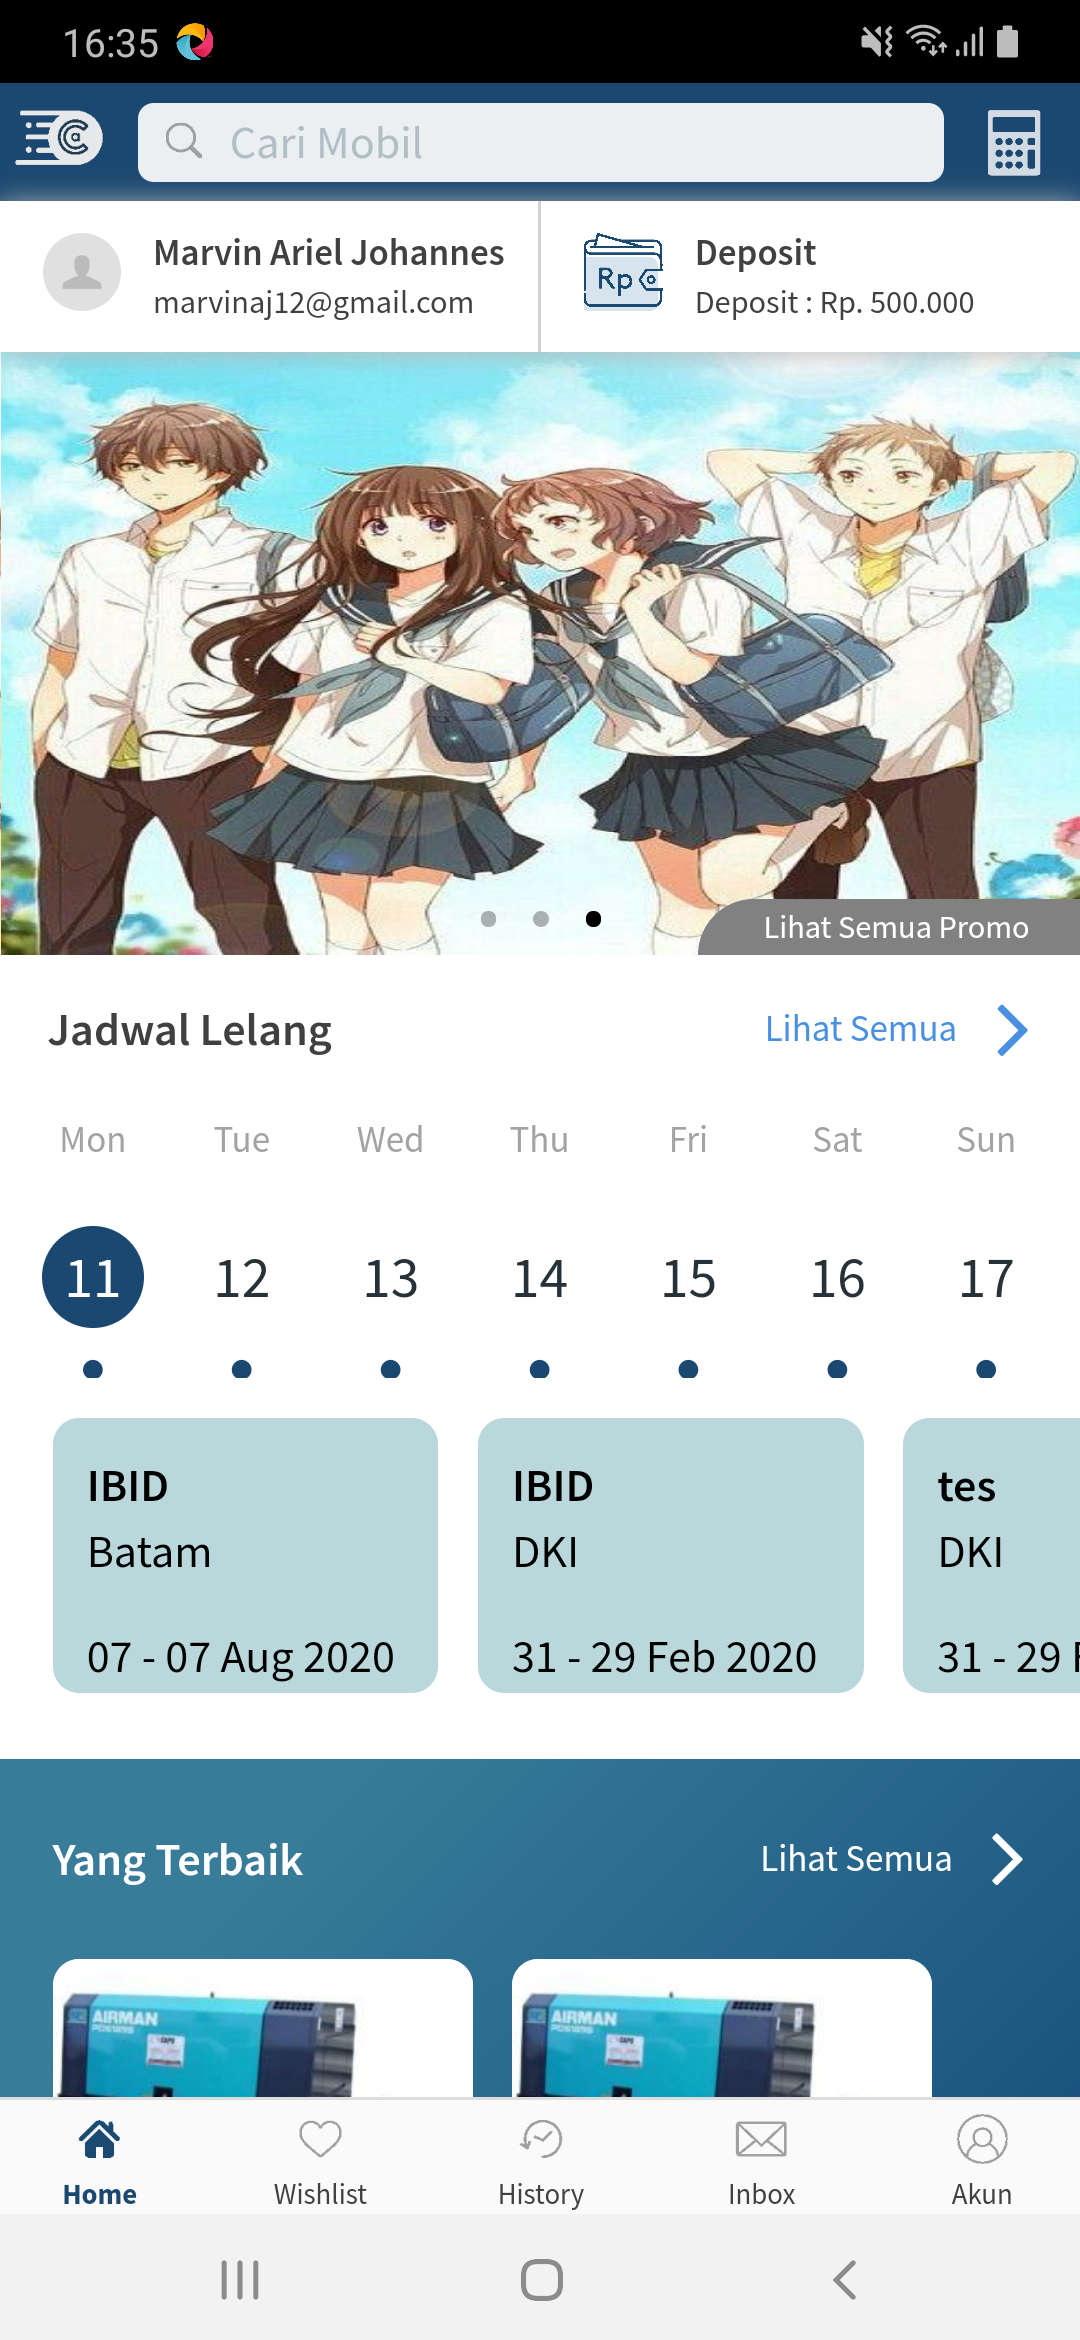 16:35
Cari Mobil
Marvin Ariel Johannes
marvinaj12@gmail.com
Deposit
Rp
Deposit : Rp. 500.000
Lihat Semua Promo
Jadwal Lelang
Lihat Semua
Mon Tue Wed Thu Fri Sat Sun
11 12 13 14 15 16 17
IBID
Batam
07 - 07 Aug 2020
IBID
DKI
31 - 29 Feb 2020
tes
DKI
31 - 29
Yang Terbaik
Lihat Semua
AIRMAN
AIRMAN
Home
Wishlist
History
Inbox
Akun